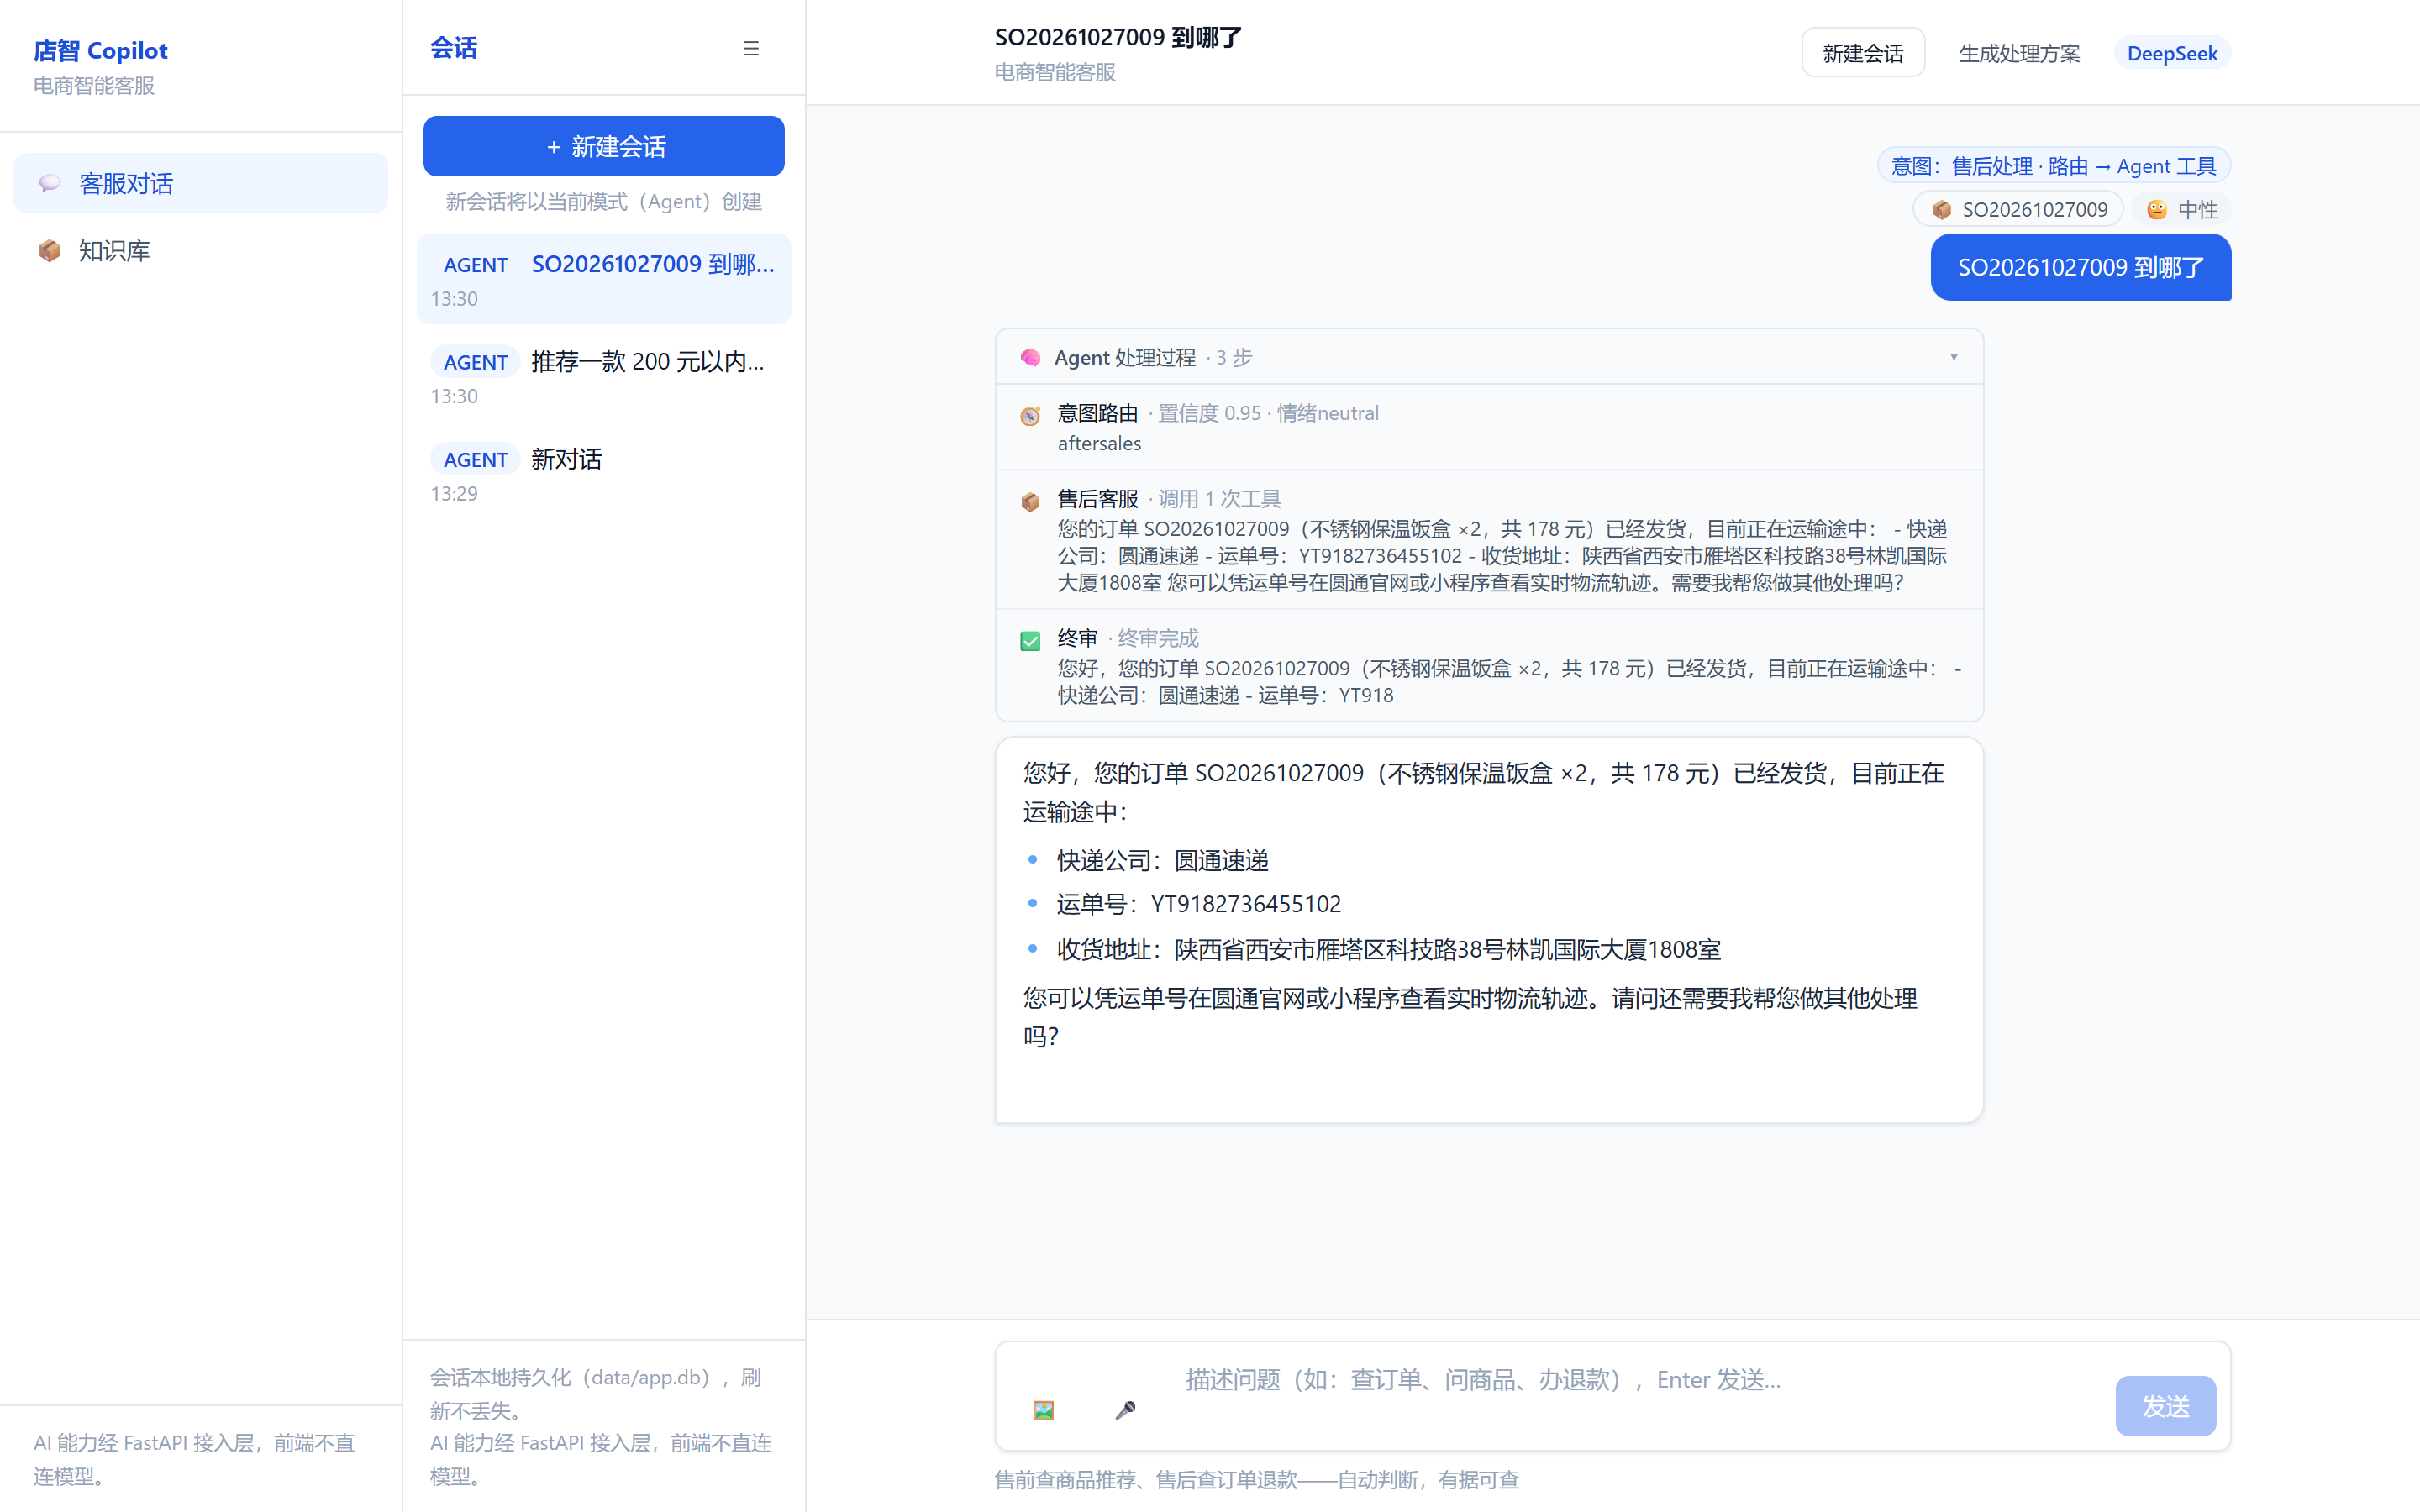 店智 Copilot
电商智能客服
客服对话
知识库
AI 能力经 FastAPI 接入层，前端不直
连模型。
会话
☰
+ 新建会话
新会话将以当前模式（Agent）创建
AGENT SO20261027009 到哪...
13:30
AGENT 推荐一款 200 元以内...
13:30
AGENT 新对话
13:29
会话本地持久化（data/app.db），刷
新不丢失。
AI 能力经 FastAPI 接入层，前端不直连
模型。
SO20261027009 到哪了
电商智能客服
新建会话 生成处理方案 DeepSeek
意图：售后处理 · 路由 → Agent 工具
SO20261027009 中性
SO20261027009 到哪了
Agent 处理过程 · 3 步
意图路由 · 置信度 0.95 · 情绪neutral
aftersales
售后客服 · 调用 1 次工具
您的订单 SO20261027009（不锈钢保温饭盒 ×2，共 178 元）已经发货，目前正在运输途中： - 快递
公司：圆通速递 - 运单号：YT9182736455102 - 收货地址：陕西省西安市雁塔区科技路38号林凯国际
大厦1808室 您可以凭运单号在圆通官网或小程序查看实时物流轨迹。需要我帮您做其他处理吗？
终审 · 终审完成
您好，您的订单 SO20261027009（不锈钢保温饭盒 ×2，共 178 元）已经发货，目前正在运输途中： -
快递公司：圆通速递 - 运单号：YT918
您好，您的订单 SO20261027009（不锈钢保温饭盒 ×2，共 178 元）已经发货，目前正在
运输途中：
• 快递公司：圆通速递
• 运单号：YT9182736455102
• 收货地址：陕西省西安市雁塔区科技路38号林凯国际大厦1808室
您可以凭运单号在圆通官网或小程序查看实时物流轨迹。请问还需要我帮您做其他处理
吗？
描述问题（如：查订单、问商品、办退款），Enter 发送...
发送
售前查商品推荐、售后查订单退款——自动判断，有据可查